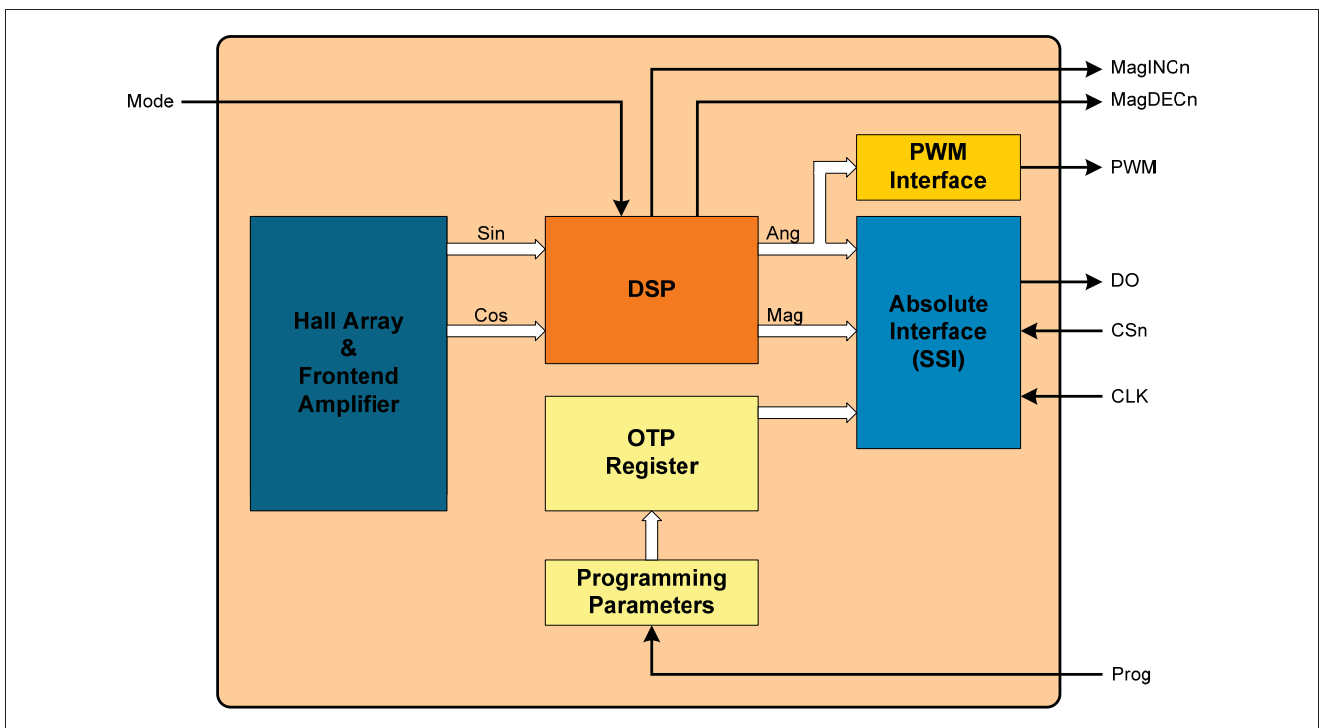 MagINCn
Mode
MagDECn
PWM
Interface
PWM
Sin
Ang
DSP
Hall Array
&
Frontend
Amplifier
Cos
Mag
Absolute
Interface
(SSI)
DO
CSn
CLK
OTP
Register
Programming
Parameters
Prog